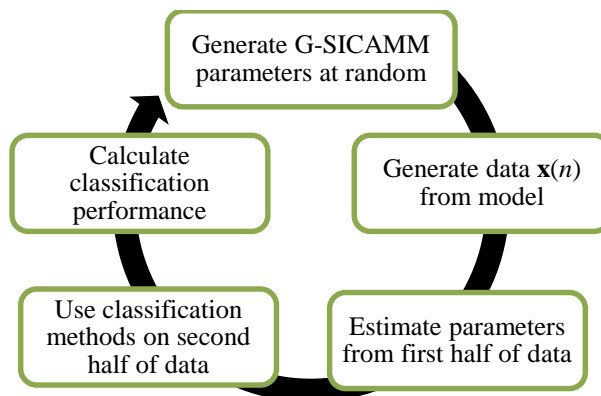 Generate G-SICAMM
parameters at random
Generate data x(n)
from model
Estimate parameters
from first half of data
Use classification
methods on second
half of data
Calculate
classification
performance